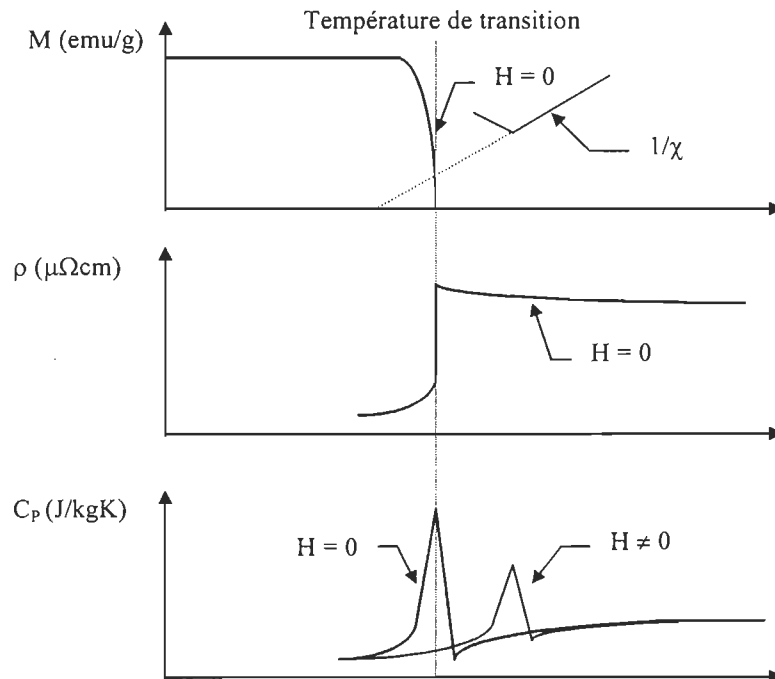 Température de transition
M (emu/g)
H = 0
1/χ
ρ (μΩcm)
H = 0
C_P (J/kgK)
H = 0
H ≠ 0